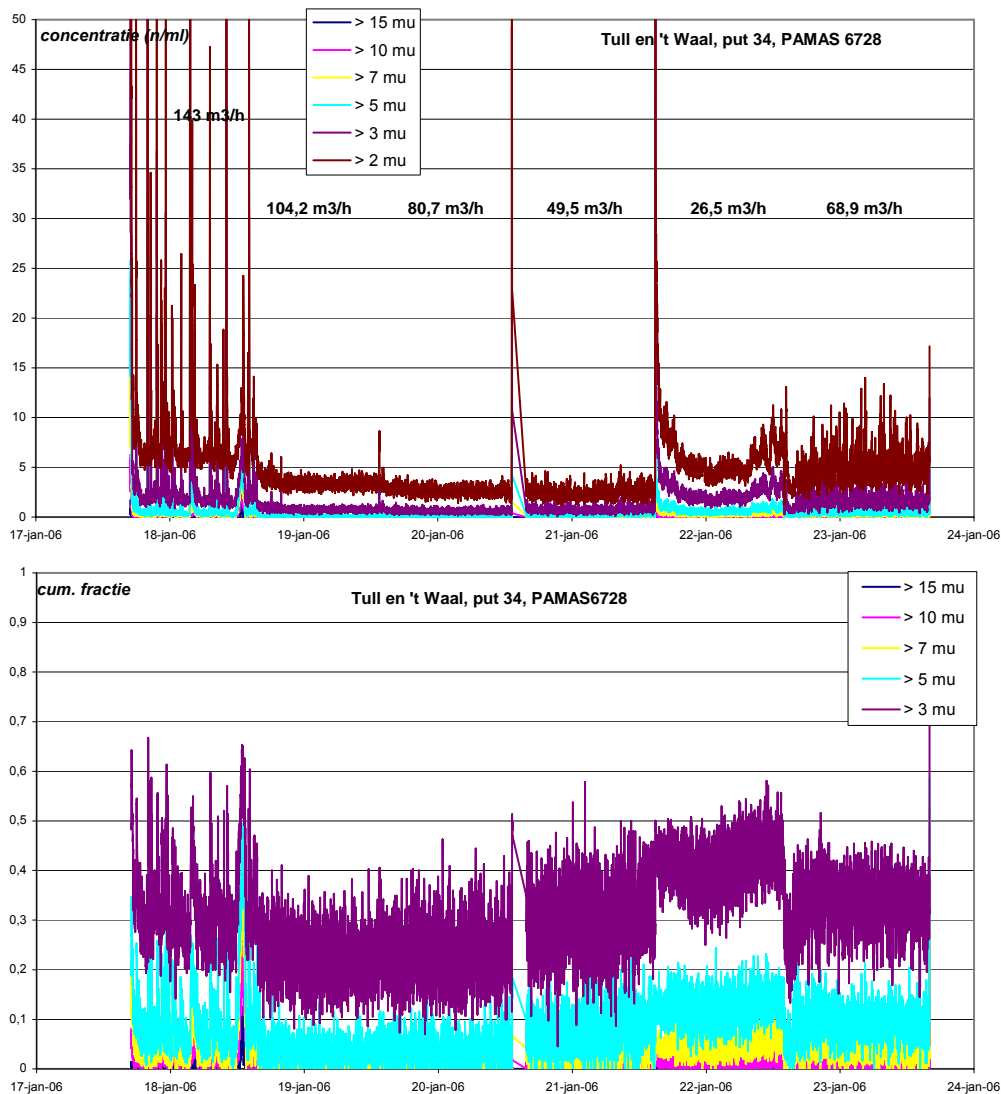 50
45
40
35
30
25
20
15
10
5
0
concentratie (n/ml)
Tull en 't Waal, put 34, PAMAS 6728
> 15 mu
> 10 mu
> 7 mu
> 5 mu
> 3 mu
> 2 mu
143 m3/h
104,2 m3/h
80,7 m3/h
49,5 m3/h
26,5 m3/h
68,9 m3/h
17-jan-06
18-jan-06
19-jan-06
20-jan-06
21-jan-06
22-jan-06
23-jan-06
24-jan-06
1
0,9
0,8
0,7
0,6
0,5
0,4
0,3
0,2
0,1
0
cum. fractie
Tull en 't Waal, put 34, PAMAS6728
> 15 mu
> 10 mu
> 7 mu
> 5 mu
> 3 mu
17-jan-06
18-jan-06
19-jan-06
20-jan-06
21-jan-06
22-jan-06
23-jan-06
24-jan-06